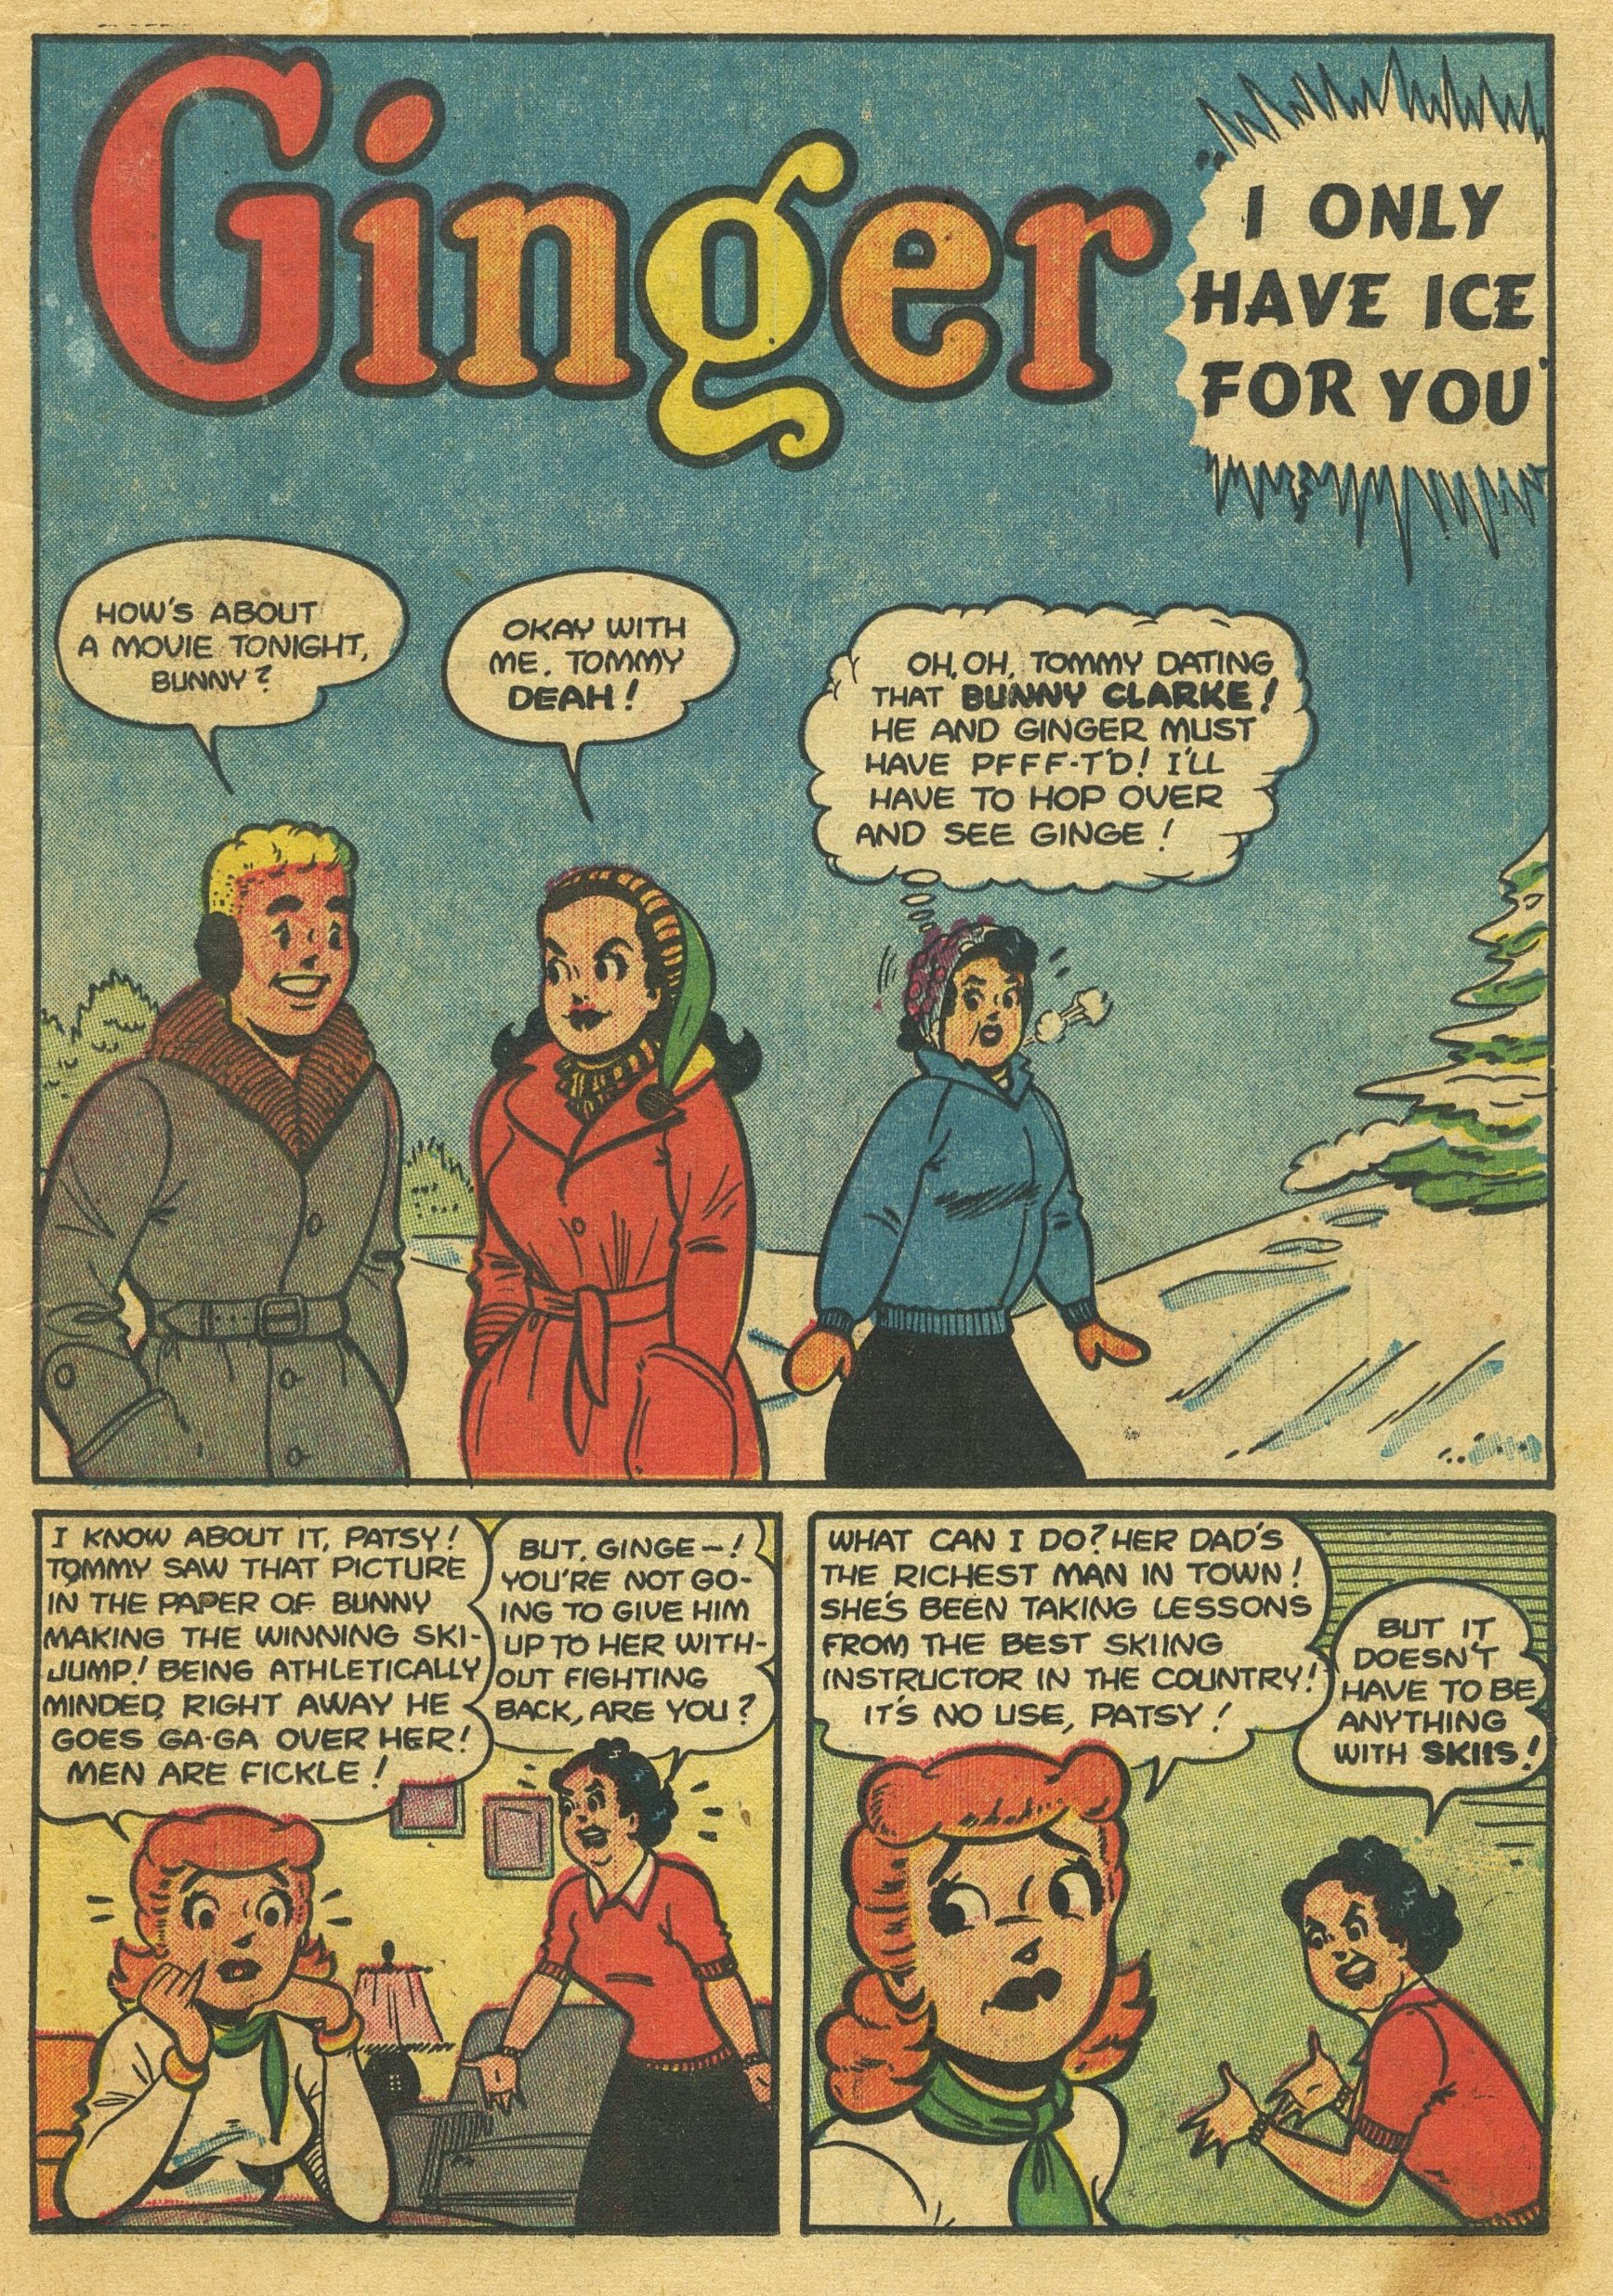 Ginger
"I ONLY
HAVE ICE
FOR YOU"
HOW'S ABOUT
A MOVIE TONIGHT,
BUNNY?
OKAY WITH
ME, TOMMY
DEAH!
OH, OH, TOMMY DATING
THAT BUNNY CLARKE!
HE AND GINGER MUST
HAVE PFFF-T'D! I'LL
HAVE TO HOP OVER
AND SEE GINGE!
I KNOW ABOUT IT, PATSY!
TOMMY SAW THAT PICTURE
IN THE PAPER OF BUNNY
MAKING THE WINNING SKI-
JUMP! BEING ATHLETICALLY
MINDED, RIGHT AWAY HE
GOES GA-GA OVER HER!
MEN ARE FICKLE!
BUT, GINGE—!
YOU'RE NOT GO-
ING TO GIVE HIM
UP TO HER WITH-
OUT FIGHTING
BACK, ARE YOU?
WHAT CAN I DO? HER DAD'S
THE RICHEST MAN IN TOWN!
SHE'S BEEN TAKING LESSONS
FROM THE BEST SKIING
INSTRUCTOR IN THE COUNTRY!
IT'S NO USE, PATSY!
BUT IT
DOESN'T
HAVE TO BE
ANYTHING
WITH SKIIS!